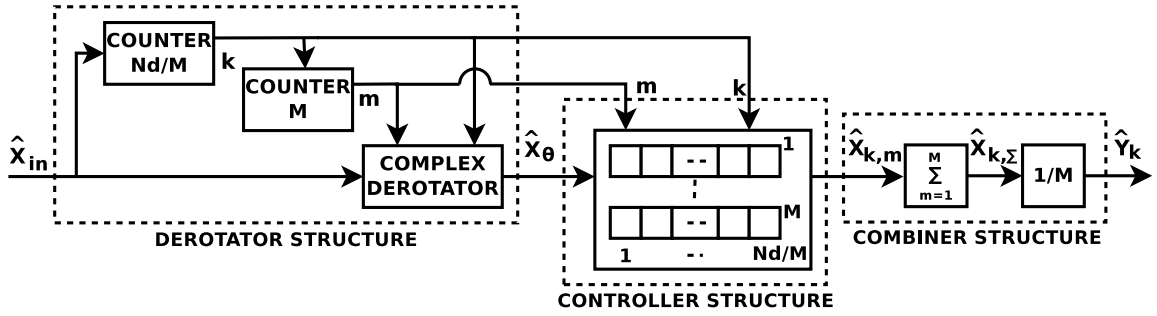 COUNTER
Nd/M
k
COUNTER
M
m
X̂in
COMPLEX
DEROTATOR
X̂θ
DEROTATOR STRUCTURE
m
k
1
M
1
Nd/M
CONTROLLER STRUCTURE
X̂k,m
M
Σ
m=1
X̂k,Σ
1/M
Ŷk
COMBINER STRUCTURE